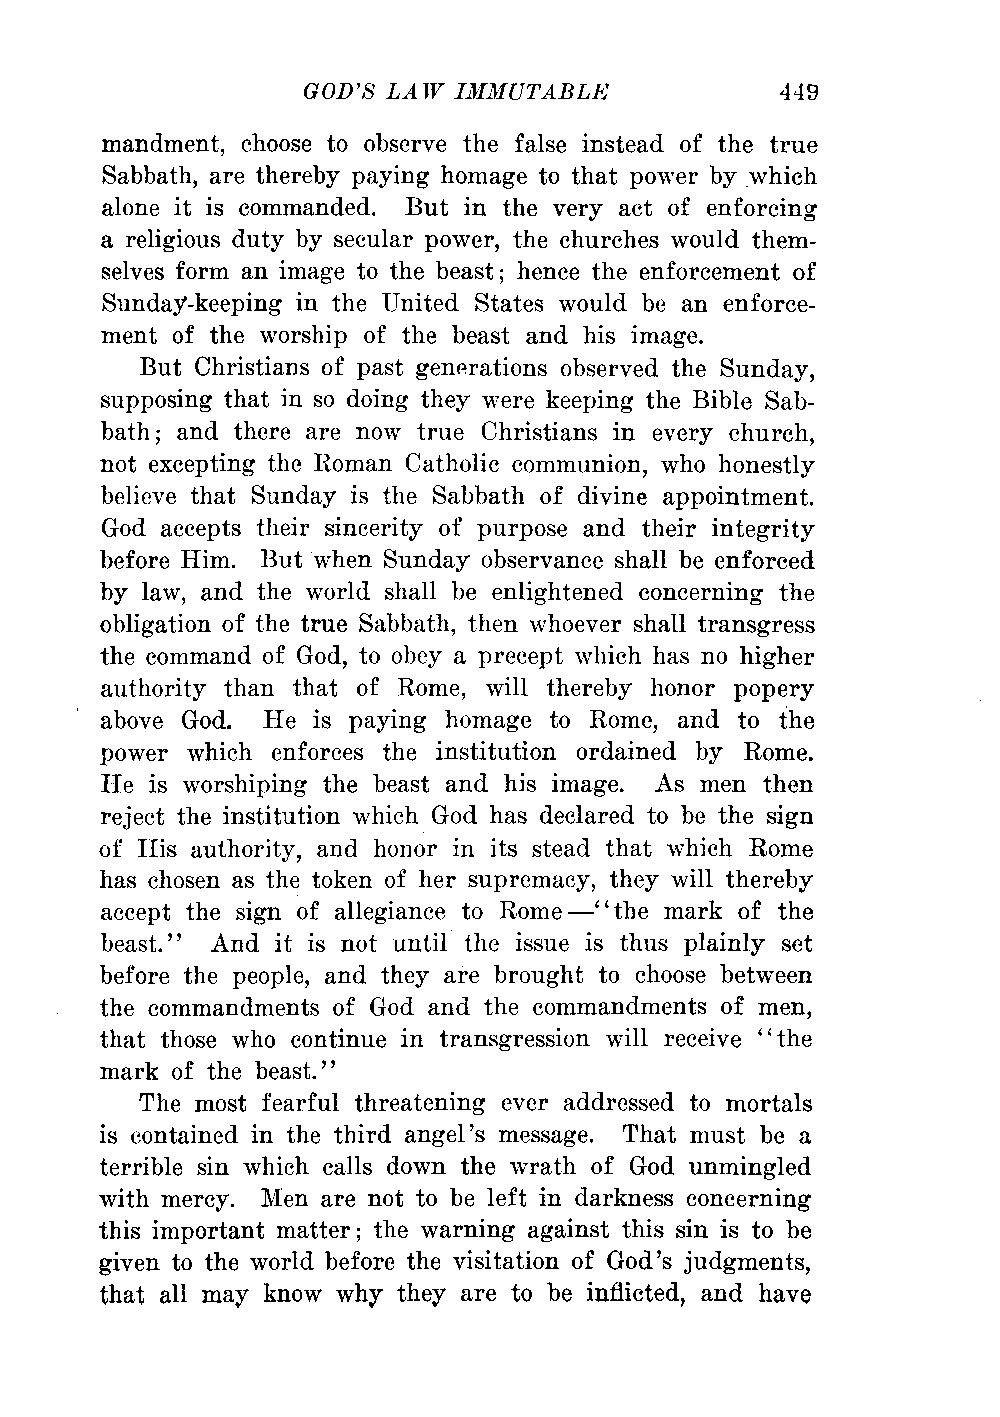 GOD'S LAW IMMUTABLE 449
mandment, choose to observe the false instead of the true
Sabbath, are thereby paying homage to that power by which
alone it is commanded. But in the very act of enforcing
a religious duty by secular power, the churches would them-
selves form an image to the beast; hence the enforcement of
Sunday-keeping in the United States would be an enforce-
ment of the worship of the beast and his image.
But Christians of past generations observed the Sunday,
supposing that in so doing they were keeping the Bible Sab-
bath; and there are now true Christians in every church,
not excepting the Roman Catholic communion, who honestly
believe that Sunday is the Sabbath of divine appointment.
God accepts their sincerity of purpose and their integrity
before Him. But when Sunday observance shall be enforced
by law, and the world shall be enlightened concerning the
obligation of the true Sabbath, then whoever shall transgress
the command of God, to obey a precept which has no higher
authority than that of Rome, will thereby honor popery
above God. He is paying homage to Rome, and to the
power which enforces the institution ordained by Rome.
He is worshiping the beast and his image. As men then
reject the institution which God has declared to be the sign
of His authority, and honor in its stead that which Rome
has chosen as the token of her supremacy, they will thereby
accept the sign of allegiance to Rome—‘‘the mark of the
beast.’’ And it is not until the issue is thus plainly set
before the people, and they are brought to choose between
the commandments of God and the commandments of men,
that those who continue in transgression will receive ‘‘the
mark of the beast.’’
The most fearful threatening ever addressed to mortals
is contained in the third angel's message. That must be a
terrible sin which calls down the wrath of God unmingled
with mercy. Men are not to be left in darkness concerning
this important matter; the warning against this sin is to be
given to the world before the visitation of God's judgments,
that all may know why they are to be inflicted, and have